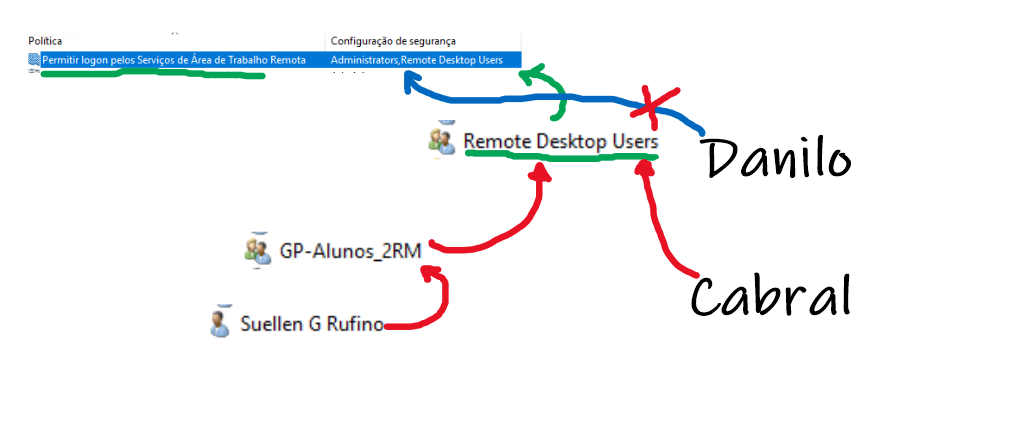 Política Configuração de segurança
Permitir logon pelos Serviços de Área de Trabalho Remota Administrators,Remote Desktop Users
Remote Desktop Users
Danilo
GP-Alunos_2RM
Cabral
Suellen G Rufino